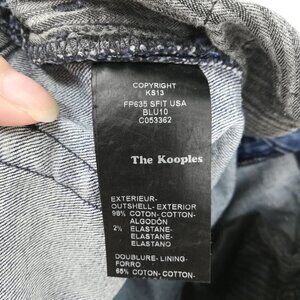 COPYRIGHT
KS13
FP635 SFIT USA
BLU10
C053362
The Kooples
EXTERIEUR-
OUTSHELL-EXTERIOR
98% COTON-COTTON-
ALGODÓN
2% ELASTANE-
ELASTANE-
ELASTANO
DOUBLURE-LINING-
FORRO
65% COTON-COTTON-